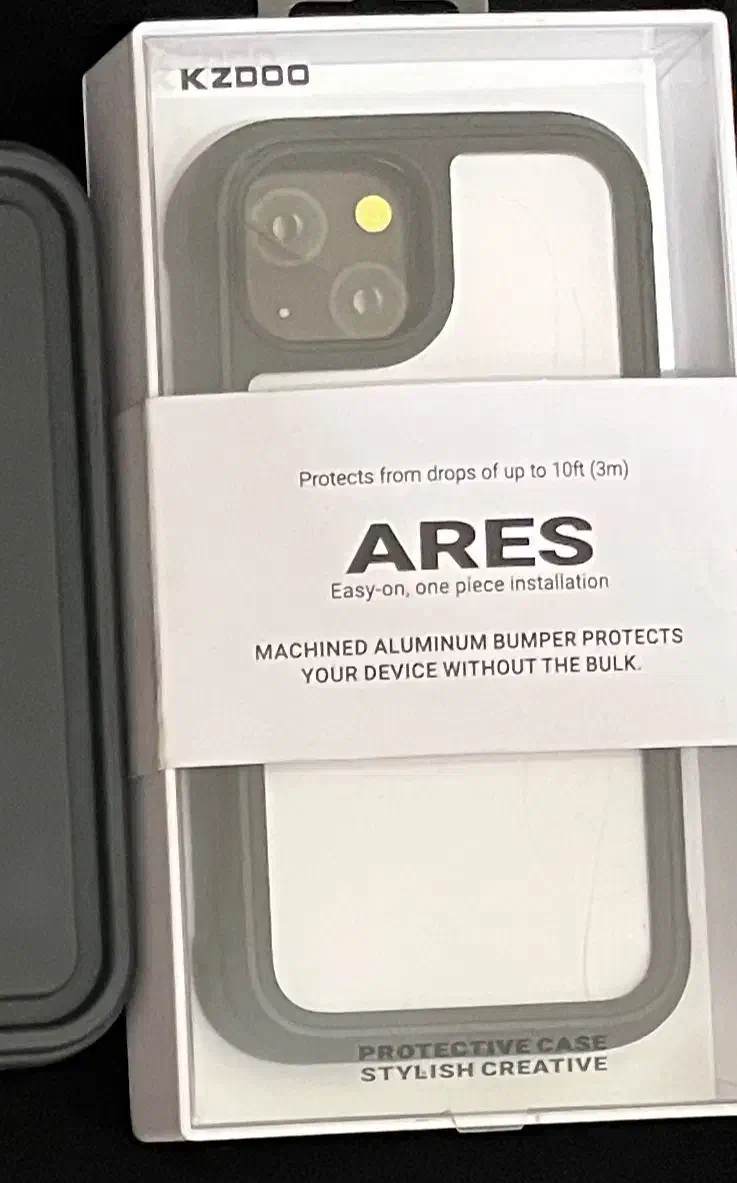 KZDOO
Protects from drops of up to 10ft (3m)
ARES
Easy-on, one piece installation
MACHINED ALUMINUM BUMPER PROTECTS
YOUR DEVICE WITHOUT THE BULK.
PROTECTIVE CASE
STYLISH CREATIVE